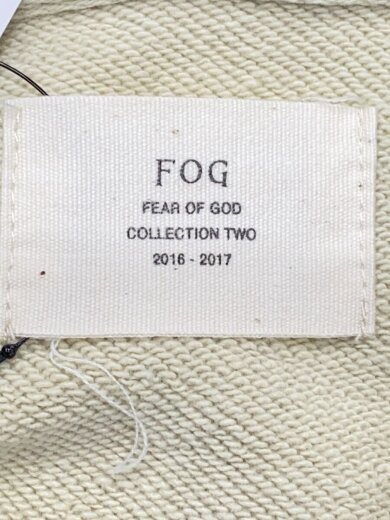 FOG
FEAR OF GOD
COLLECTION TWO
2016 - 2017